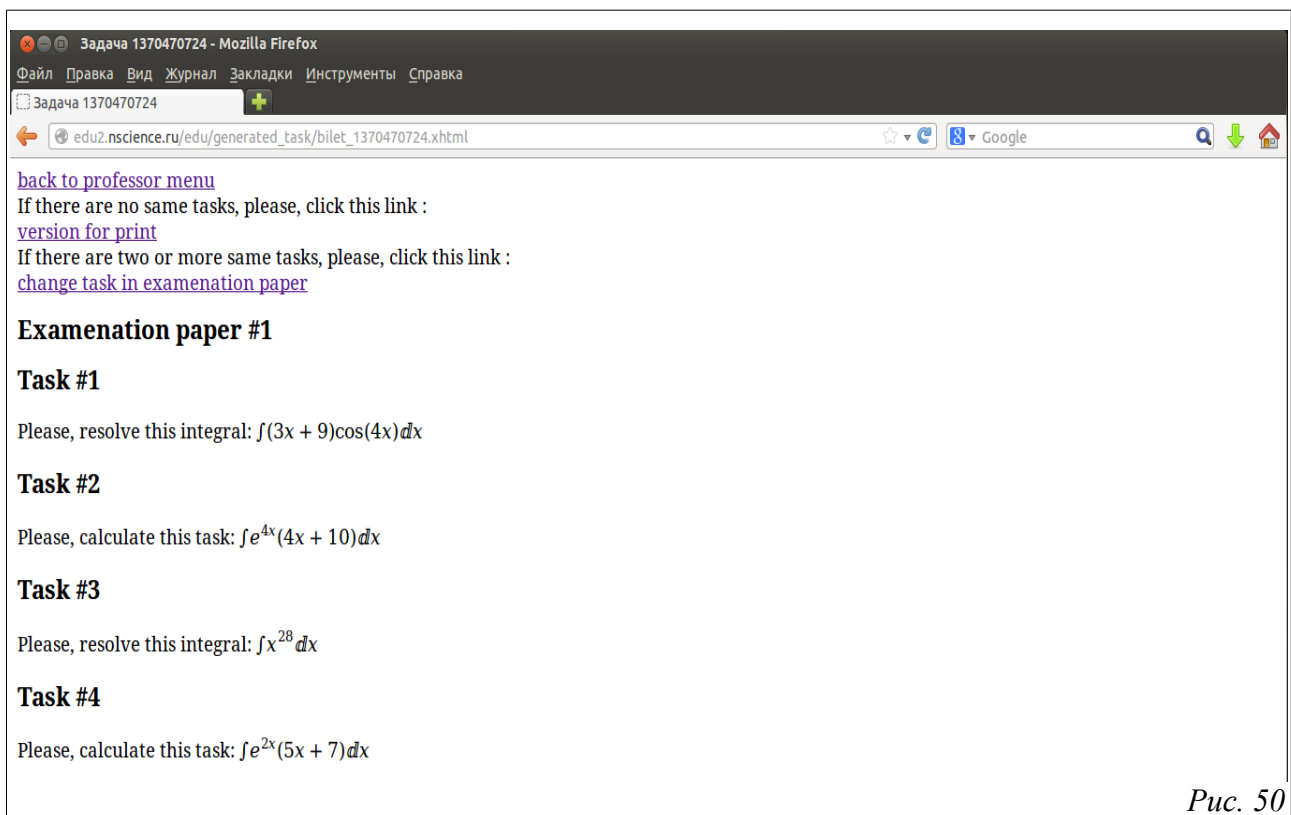 Задача 1370470724 - Mozilla Firefox
Файл Правка Вид Журнал Закладки Инструменты Справка
Задача 1370470724
edu2.nscience.ru/edu/generated_task/bilet_1370470724.xhtml Google
back to professor menu
If there are no same tasks, please, click this link :
version for print
If there are two or more same tasks, please, click this link :
change task in examenation paper
Examenation paper #1
Task #1
Please, resolve this integral: ∫(3x + 9)cos(4x)ⅆx
Task #2
Please, calculate this task: ∫e^{4x}(4x + 10)ⅆx
Task #3
Please, resolve this integral: ∫x^{28}ⅆx
Task #4
Please, calculate this task: ∫e^{2x}(5x + 7)ⅆx
Рис. 50